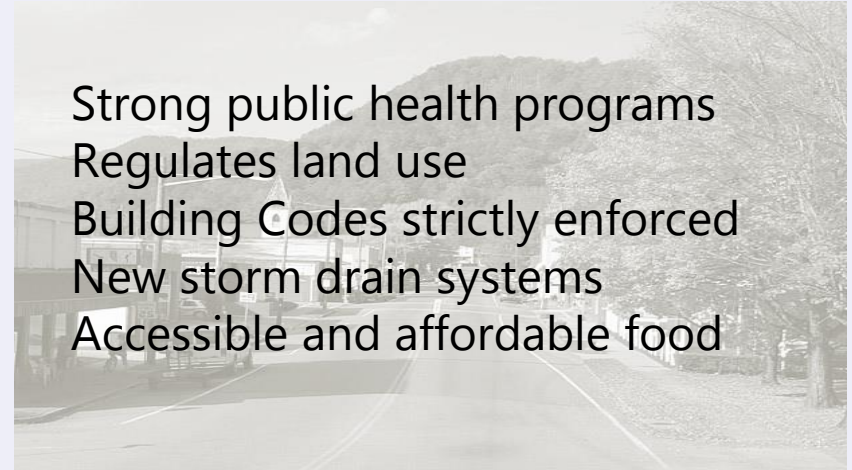 Strong public health programs
Regulates land use
Building Codes strictly enforced
New storm drain systems
Accessible and affordable food